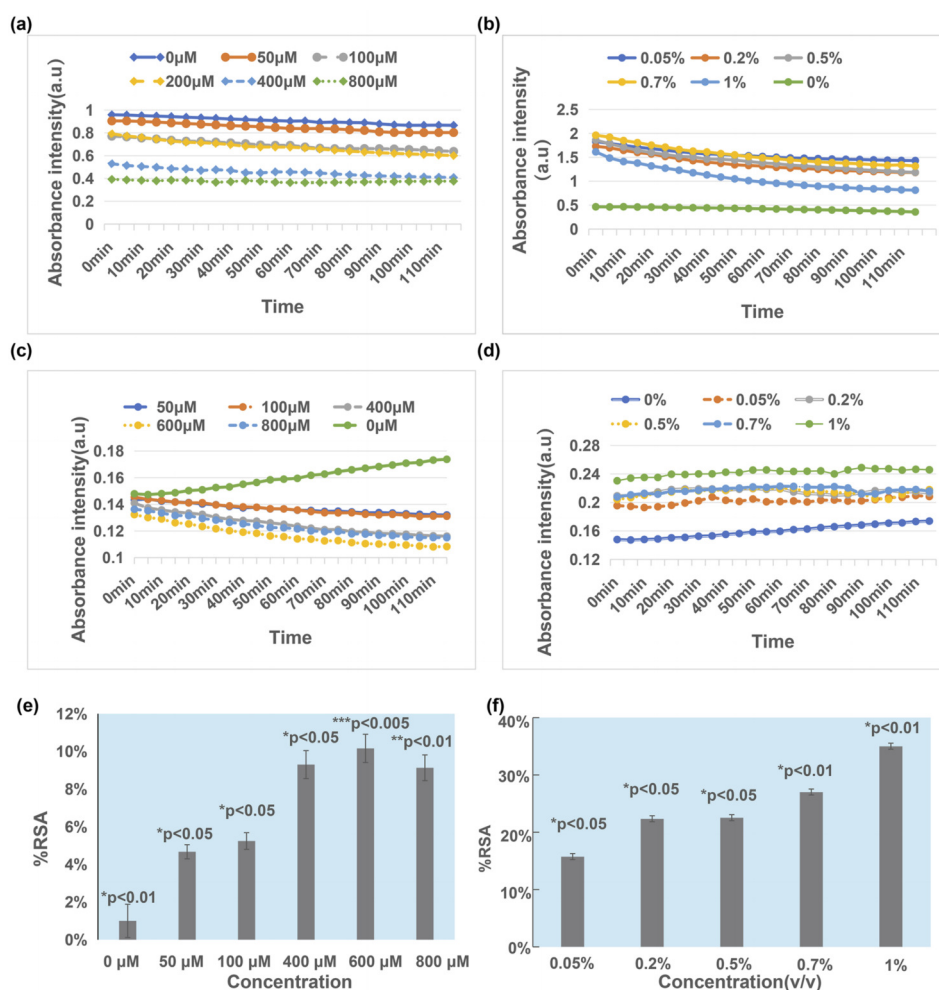 (a)
0µM 50µM 100µM
200µM 400µM 800µM
Absorbance intensity(a.u)
1
0.8
0.6
0.4
0.2
0
0min 10min 20min 30min 40min 50min 60min 70min 80min 90min 100min 110min
Time
(b)
0.05% 0.2% 0.5%
0.7% 1% 0%
Absorbance intensity
(a.u)
2.5
2
1.5
1
0.5
0
0min 10min 20min 30min 40min 50min 60min 70min 80min 90min 100min 110min
Time
(c)
50µM 100µM 400µM
600µM 800µM 0µM
Absorbance intensity(a.u)
0.18
0.16
0.14
0.12
0.1
0min 10min 20min 30min 40min 50min 60min 70min 80min 90min 100min 110min
Time
(d)
0% 0.05% 0.2%
0.5% 0.7% 1%
Absorbance intensity(a.u)
0.28
0.24
0.2
0.16
0.12
0min 10min 20min 30min 40min 50min 60min 70min 80min 90min 100min 110min
Time
(e)
%RSA
12%
10%
8%
6%
4%
2%
0%
*p<0.01
*p<0.05
*p<0.05
*p<0.05
***p<0.005
**p<0.01
0 µM 50 µM 100 µM 400 µM 600 µM 800 µM
Concentration
(f)
%RSA
40%
30%
20%
10%
0%
*p<0.05
*p<0.05
*p<0.05
*p<0.01
*p<0.01
0.05% 0.2% 0.5% 0.7% 1%
Concentration(v/v)